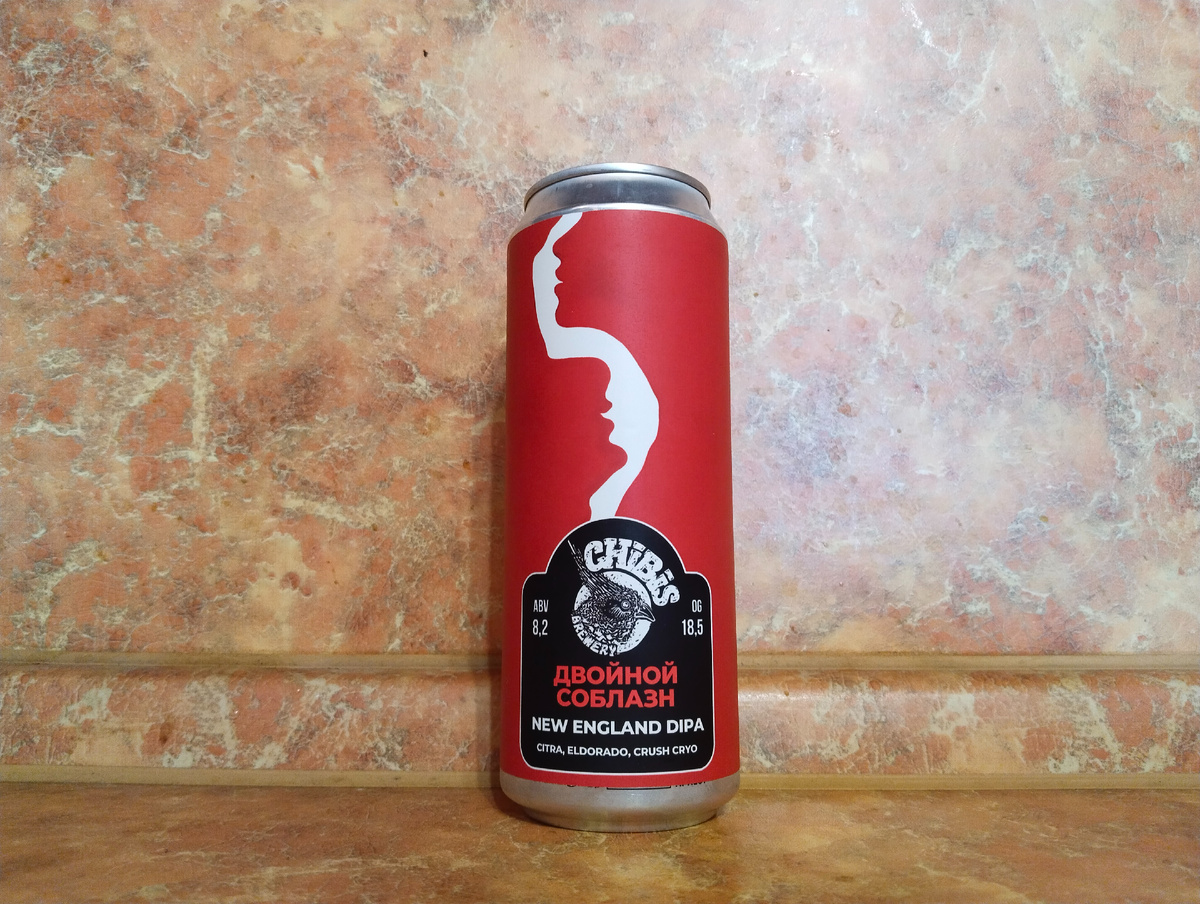 CHIBIS
BREWERY
ABV
8,2
OG
18,5
ДВОЙНОЙ
СОБЛАЗН
NEW ENGLAND DIPA
CITRA, ELDORADO, CRUSH CRYO